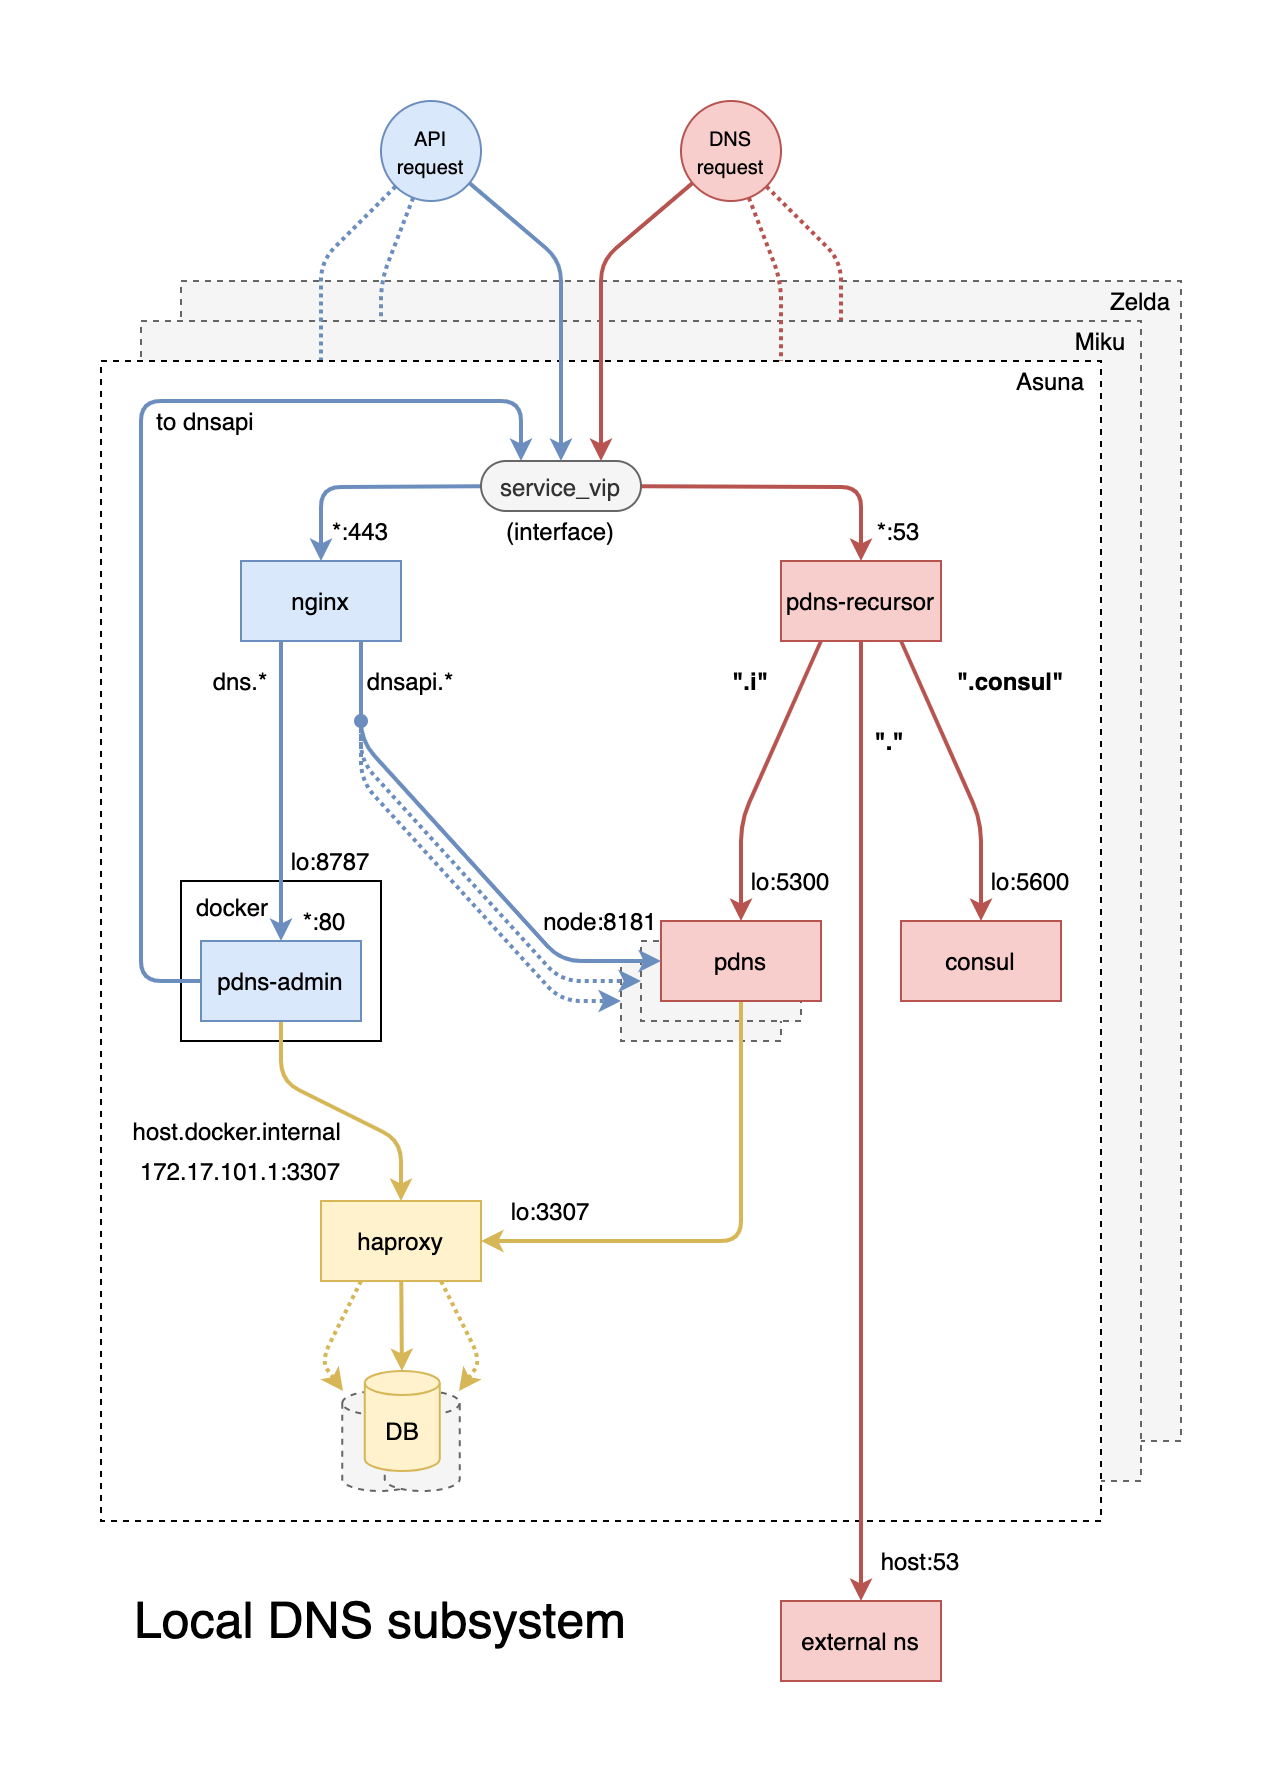 API
request
DNS
request
Zelda
Miku
Asuna
to dnsapi
service_vip
(interface)
*:443
*:53
nginx
pdns-recursor
dns.*
dnsapi.*
".i"
".consul"
"."
lo:8787
docker
*:80
pdns-admin
node:8181
lo:5300
lo:5600
pdns
consul
host.docker.internal
172.17.101.1:3307
lo:3307
haproxy
DB
host:53
Local DNS subsystem
external ns